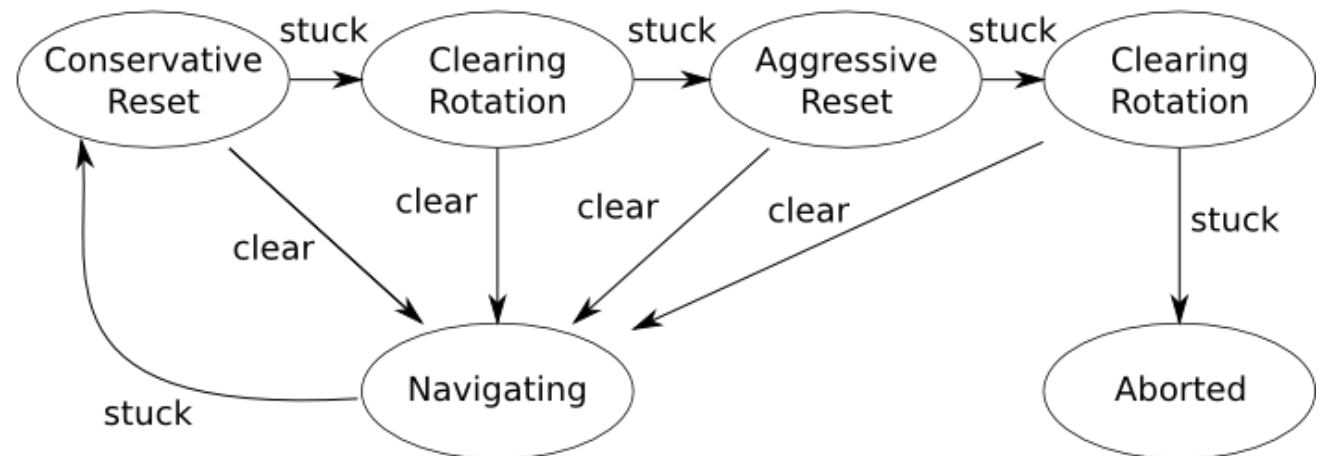 stuck
stuck
stuck
Conservative
Reset
Clearing
Rotation
Aggressive
Reset
Clearing
Rotation
clear
clear
clear
clear
stuck
Navigating
Aborted
stuck